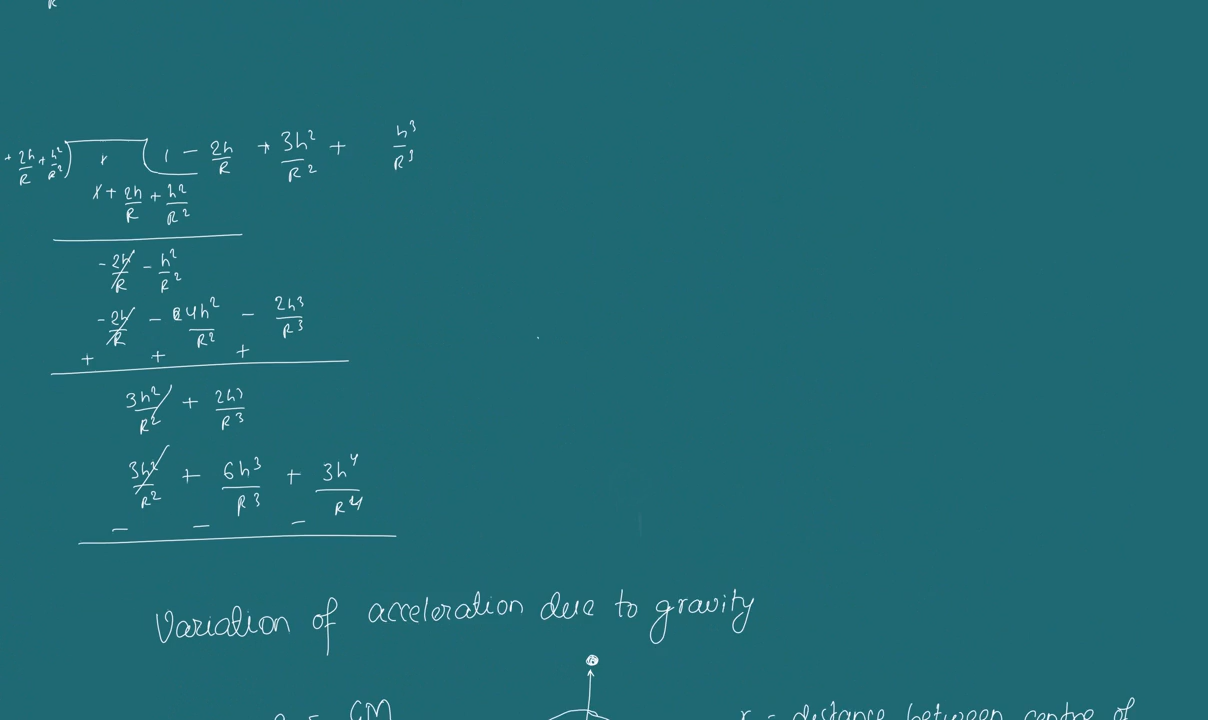 R
+ 2h/R + h²/R² ) 1 ( 1 - 2h/R + 3h²/R² + h³/R³
1 + 2h/R + h²/R²
- 2h/R - h²/R²
- 2h/R - 4h²/R² - 2h³/R³
+ + +
3h²/R² + 2h³/R³
3h²/R² + 6h³/R³ + 3h⁴/R⁴
- - -
Variation of acceleration due to gravity
GM
r = distance between centre of